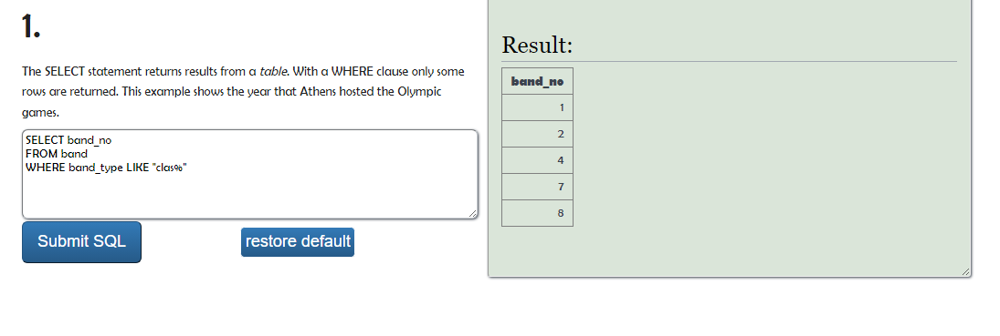 1.
The SELECT statement returns results from a table. With a WHERE clause only some
rows are returned. This example shows the year that Athens hosted the Olympic
games.
SELECT band_no
FROM band
WHERE band_type LIKE "clas%"
Submit SQL
restore default
Result:
band_no
1
2
4
7
8